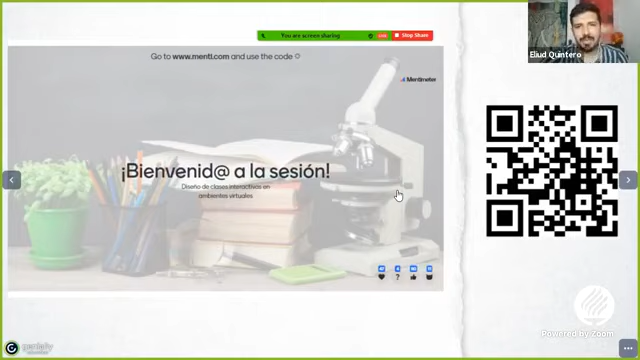 You are screen sharing
Stop Share
Eliud Quintero
Go to www.menti.com and use the code
Mentimeter
¡Bienvenid@ a la sesión!
Diseño de clases interactivas en
ambientes virtuales
Powered by Zoom
genially